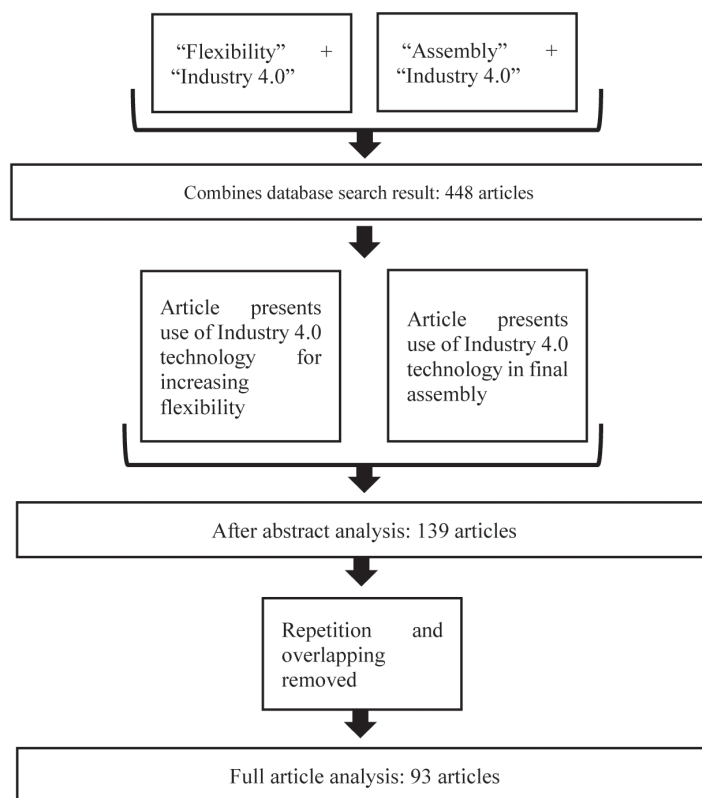 “Flexibility” +
“Industry 4.0”
“Assembly” +
“Industry 4.0”
Combines database search result: 448 articles
Article presents
use of Industry 4.0
technology for
increasing
flexibility
Article presents
use of Industry 4.0
technology in final
assembly
After abstract analysis: 139 articles
Repetition and
overlapping
removed
Full article analysis: 93 articles